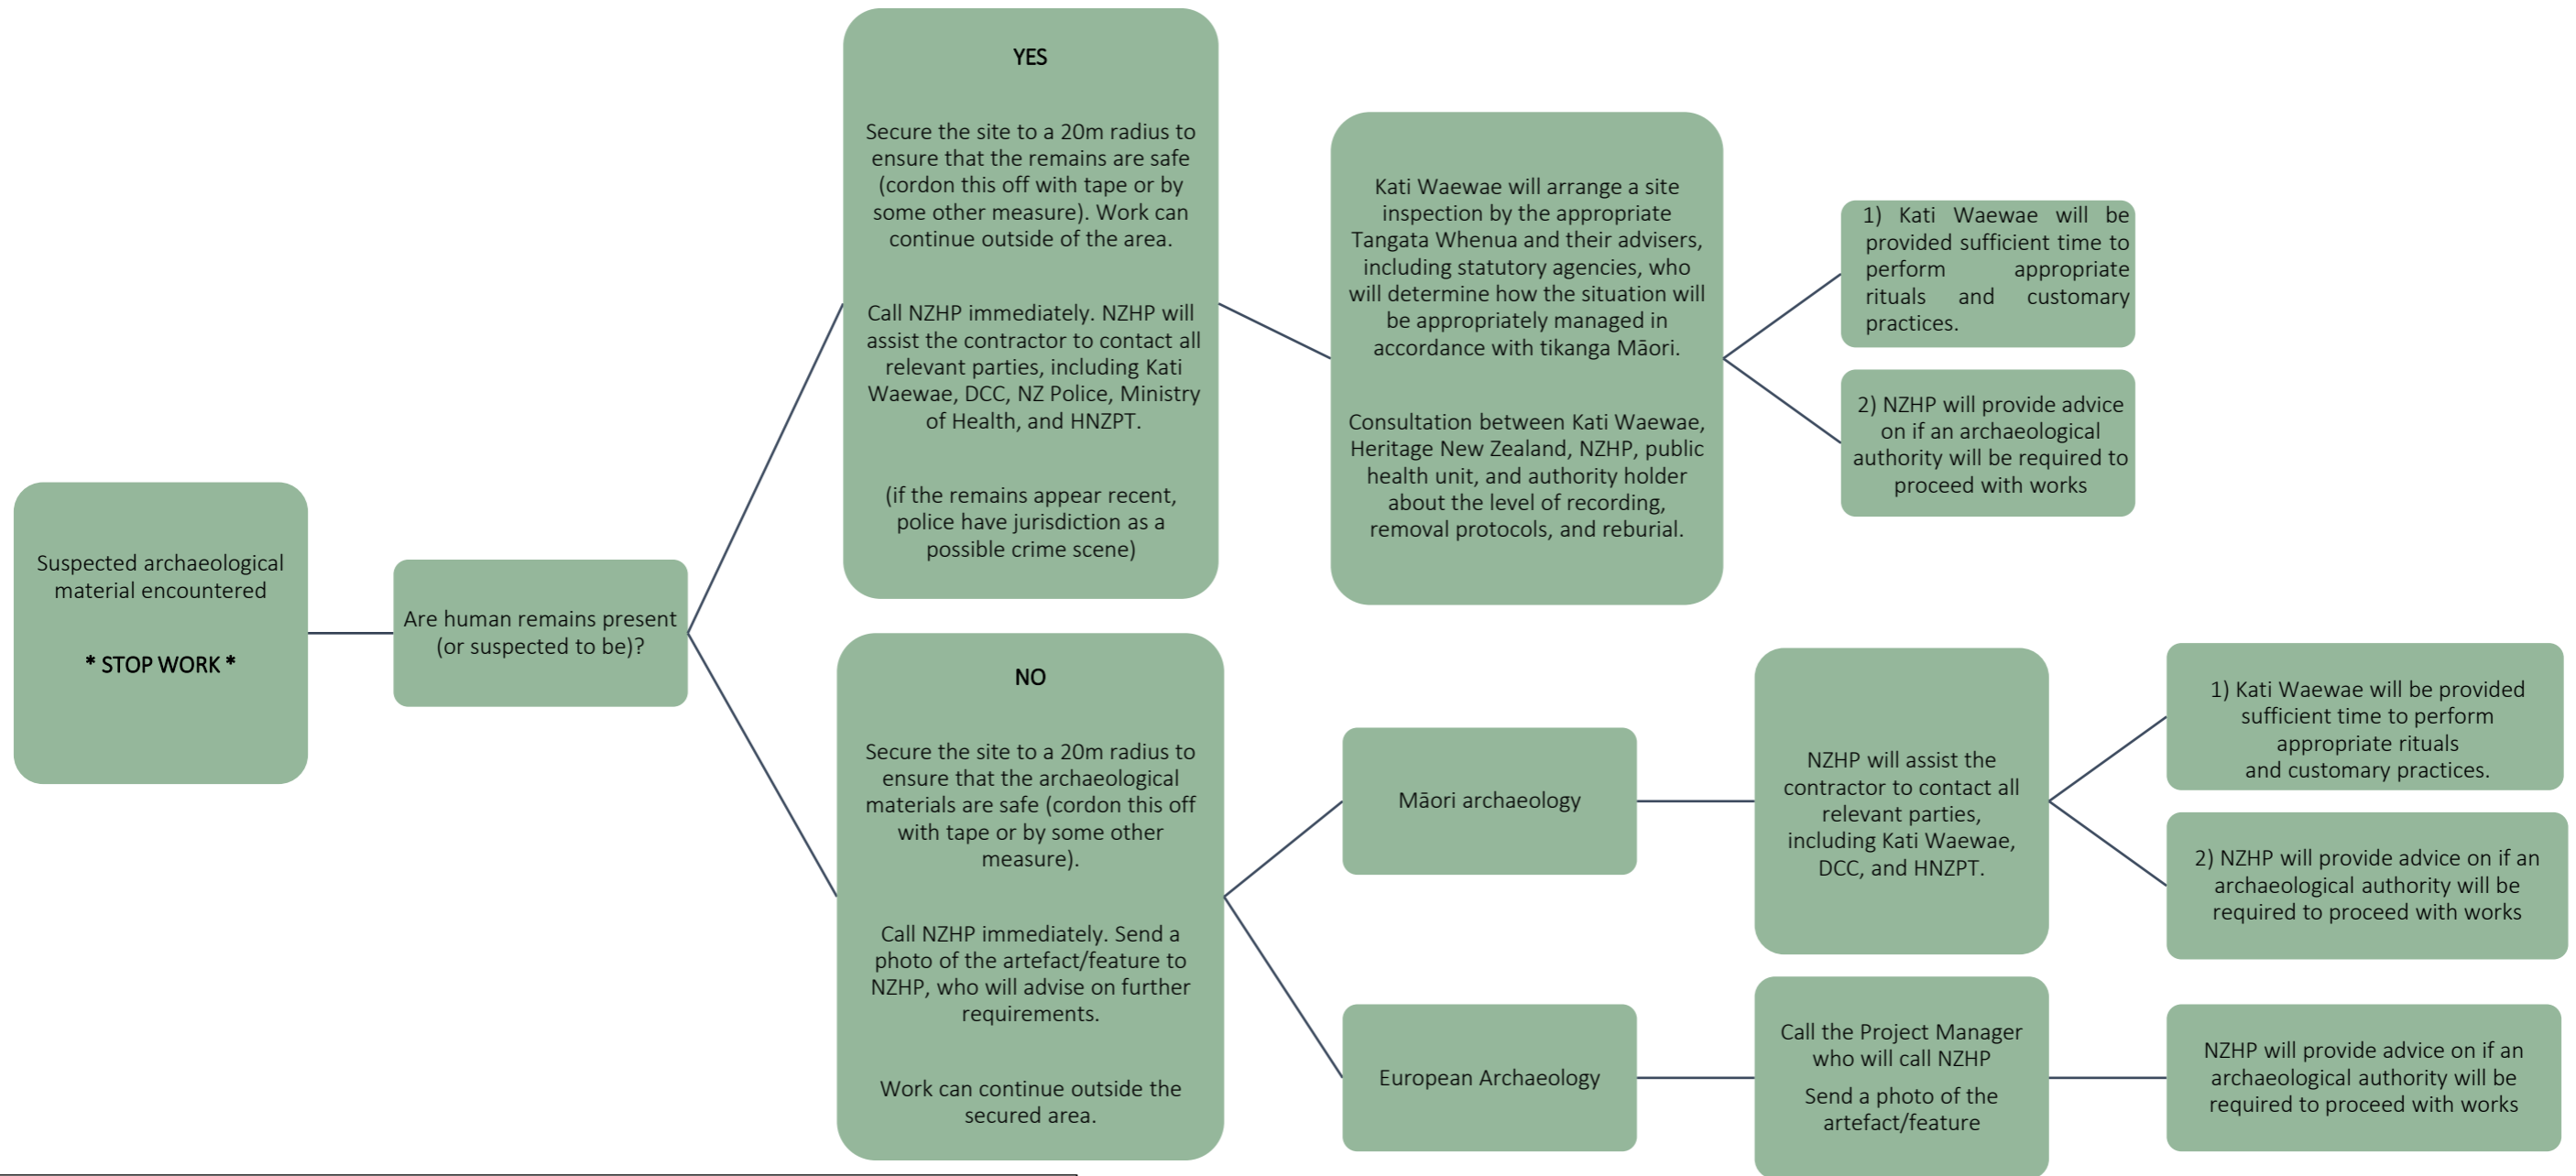 Suspected archaeological
material encountered
* STOP WORK *
Are human remains present
(or suspected to be)?
YES
Secure the site to a 20m radius to
ensure that the remains are safe
(cordon this off with tape or by
some other measure). Work can
continue outside of the area.
Call NZHP immediately. NZHP will
assist the contractor to contact all
relevant parties, including Kati
Waewae, DCC, NZ Police, Ministry
of Health, and HNZPT.
(if the remains appear recent,
police have jurisdiction as a
possible crime scene)
Kati Waewae will arrange a site
inspection by the appropriate
Tangata Whenua and their advisers,
including statutory agencies, who
will determine how the situation will
be appropriately managed in
accordance with tikanga Māori.
Consultation between Kati Waewae,
Heritage New Zealand, NZHP, public
health unit, and authority holder
about the level of recording,
removal protocols, and reburial.
1) Kati Waewae will be
provided sufficient time to
perform appropriate
rituals and customary
practices.
2) NZHP will provide advice
on if an archaeological
authority will be required to
proceed with works
NO
Secure the site to a 20m radius to
ensure that the archaeological
materials are safe (cordon this off
with tape or by some other
measure).
Call NZHP immediately. Send a
photo of the artefact/feature to
NZHP, who will advise on further
requirements.
Work can continue outside the
secured area.
Māori archaeology
NZHP will assist the
contractor to contact all
relevant parties,
including Kati Waewae,
DCC, and HNZPT.
1) Kati Waewae will be provided
sufficient time to perform
appropriate rituals
and customary practices.
2) NZHP will provide advice on if an
archaeological authority will be
required to proceed with works
European Archaeology
Call the Project Manager
who will call NZHP
Send a photo of the
artefact/feature
NZHP will provide advice on if an
archaeological authority will be
required to proceed with works